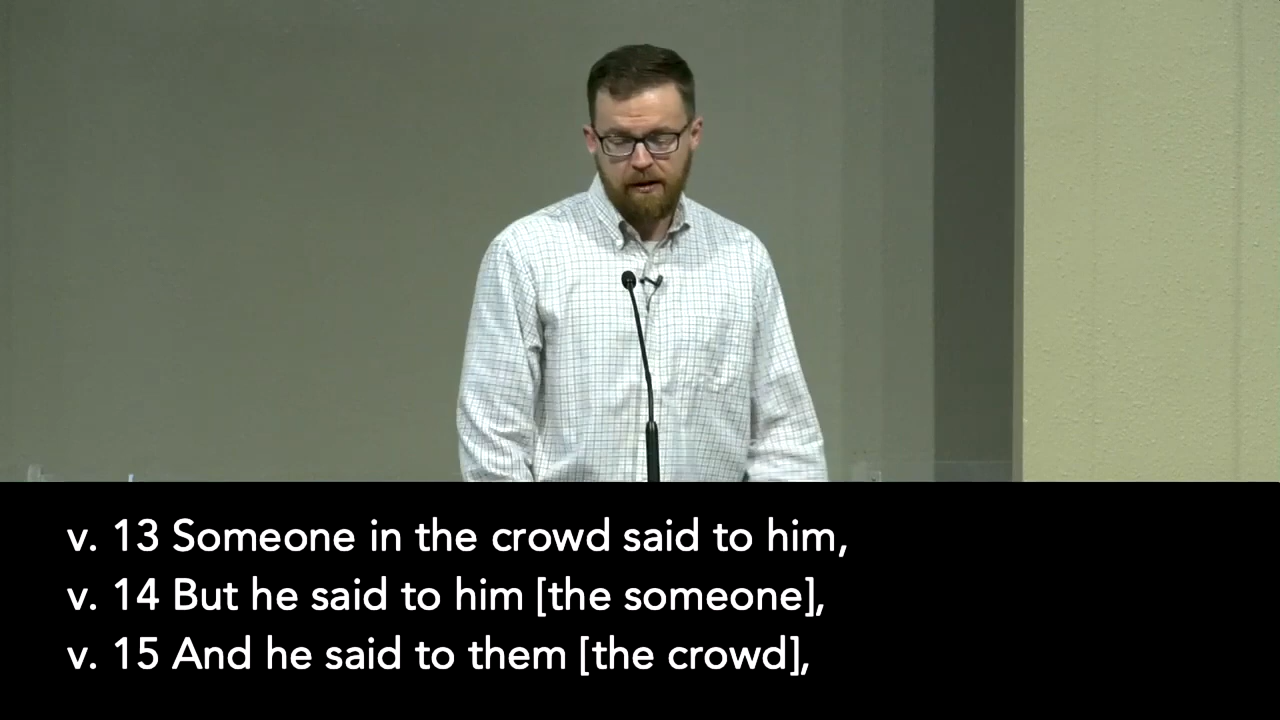 v. 13 Someone in the crowd said to him,
v. 14 But he said to him [the someone],
v. 15 And he said to them [the crowd],